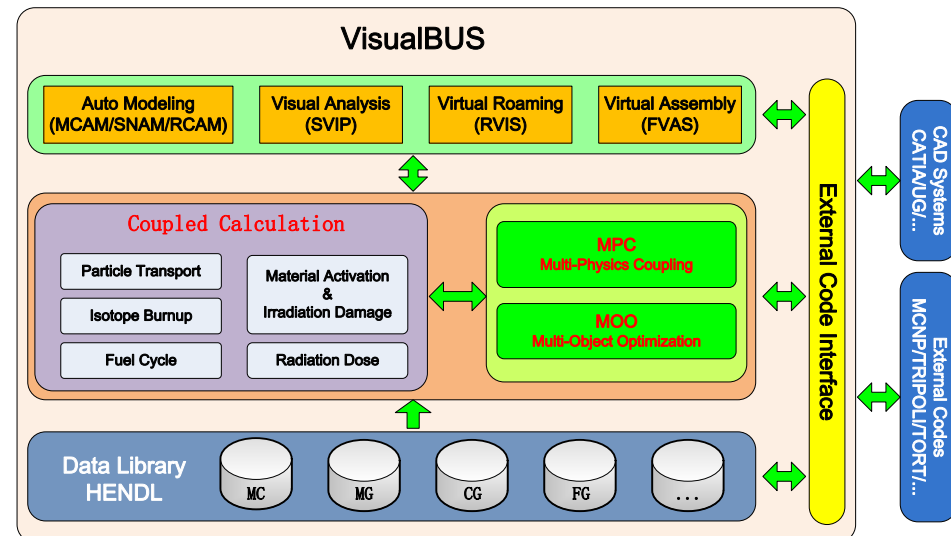 VisualBUS
Auto Modeling
(MCAM/SNAM/RCAM)
Visual Analysis
(SVIP)
Virtual Roaming
(RVIS)
Virtual Assembly
(FVAS)
Coupled Calculation
Particle Transport
Isotope Burnup
Fuel Cycle
Material Activation
&
Irradiation Damage
Radiation Dose
MPC
Multi-Physics Coupling
MOO
Multi-Object Optimization
Data Library
HENDL
MC
MG
CG
FG
...
External Code Interface
CAD Systems
CATIA/UG/...
External Codes
MCNP/TRIPOLI/TORT/...